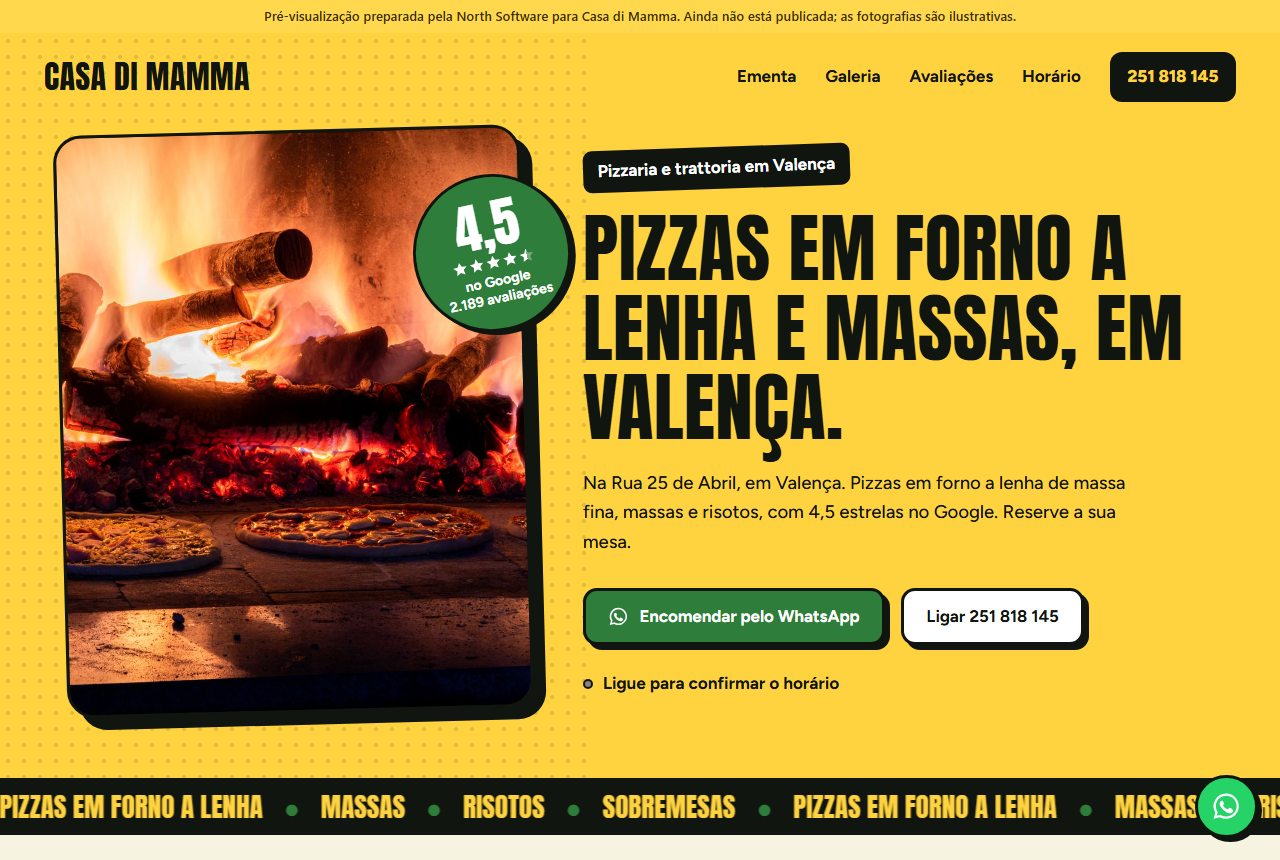 Pré-visualização preparada pela North Software para Casa di Mamma. Ainda não está publicada; as fotografias são ilustrativas.
CASA DI MAMMA
Ementa
Galeria
Avaliações
Horário
251 818 145
4,5
no Google
2.189 avaliações
Pizzaria e trattoria em Valença
PIZZAS EM FORNO A
LENHA E MASSAS, EM
VALENÇA.
Na Rua 25 de Abril, em Valença. Pizzas em forno a lenha de massa
fina, massas e risotos, com 4,5 estrelas no Google. Reserve a sua
mesa.
Encomendar pelo WhatsApp
Ligar 251 818 145
Ligue para confirmar o horário
PIZZAS EM FORNO A LENHA MASSAS RISOTOS SOBREMESAS PIZZAS EM FORNO A LENHA MASSAS